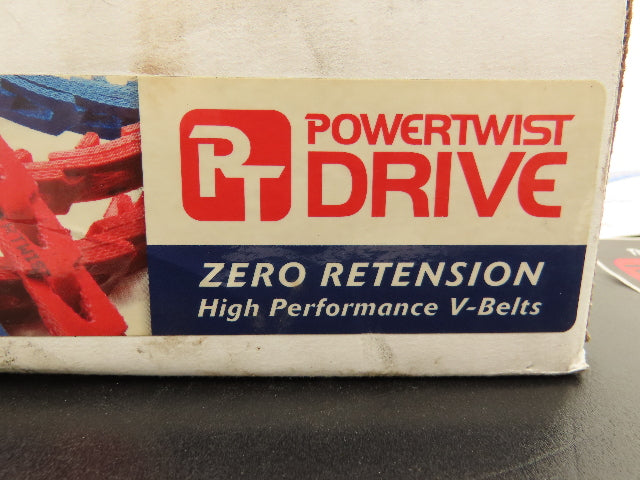 PT
POWERTWIST
DRIVE
ZERO RETENSION
High Performance V-Belts